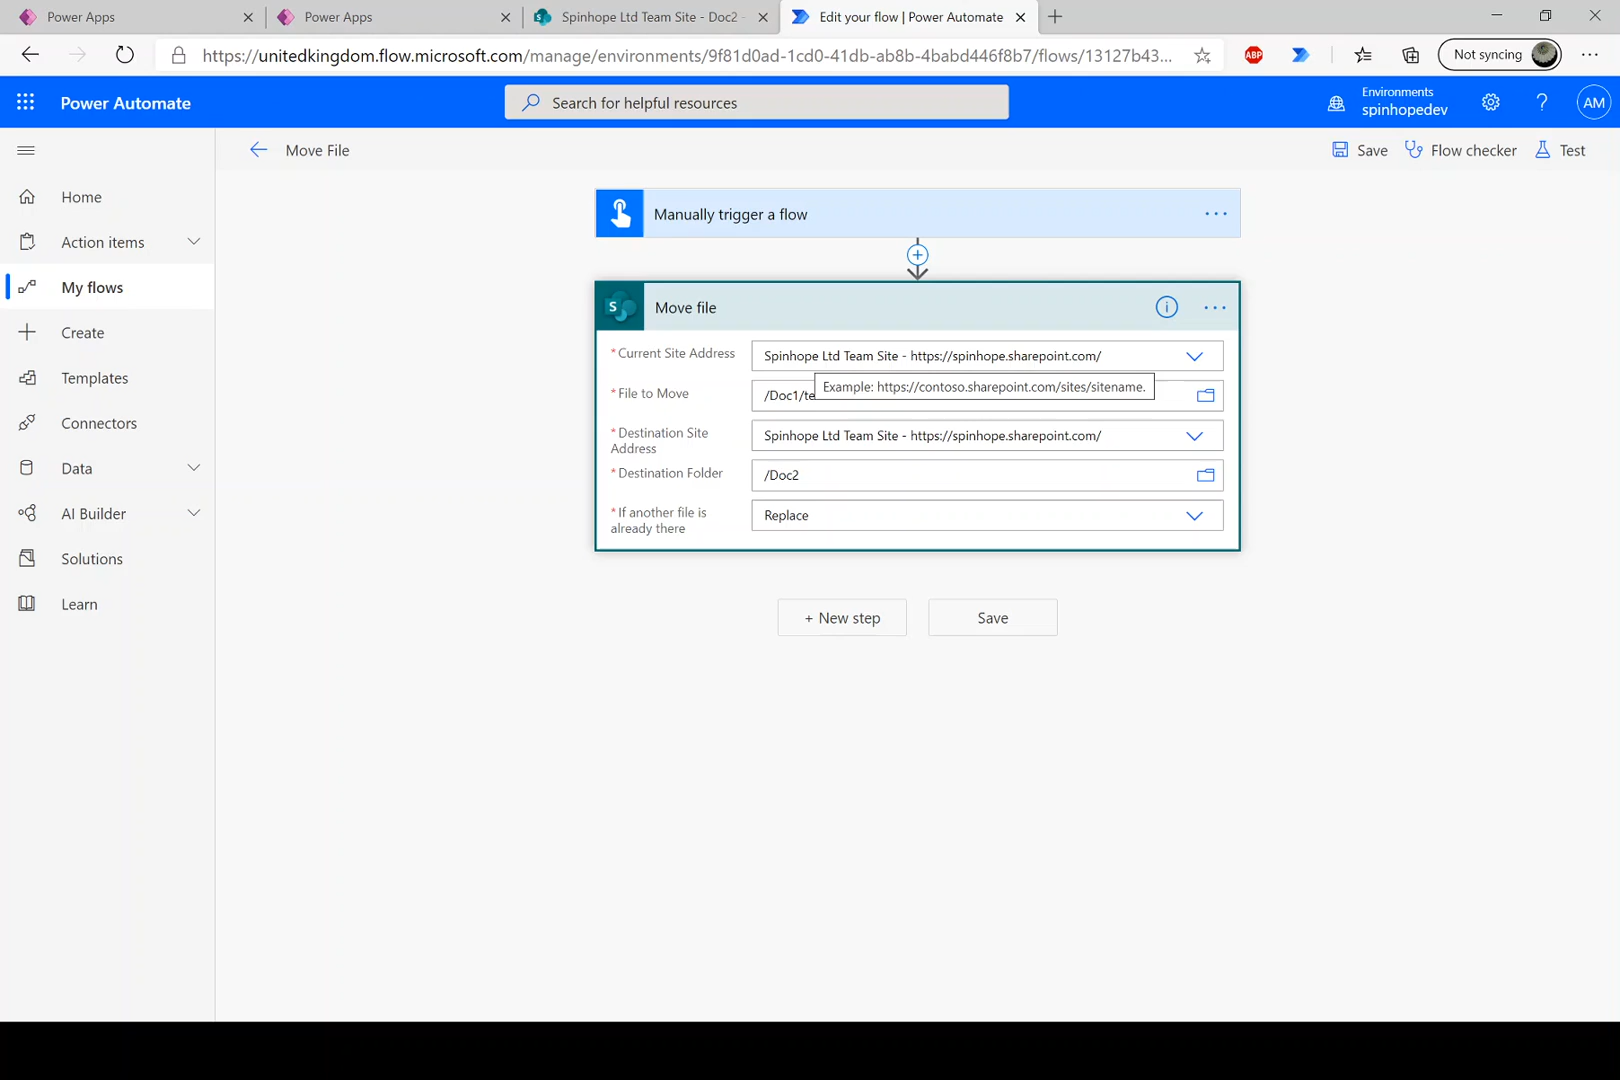 Power Apps
Power Apps
Spinhope Ltd Team Site - Doc2 -
Edit your flow | Power Automate
https://unitedkingdom.flow.microsoft.com/manage/environments/9f81d0ad-1cd0-41db-ab8b-4babd446f8b7/flows/13127b43...
ABP
Not syncing
Power Automate
Search for helpful resources
Environments
spinhopedev
?
AM
Move File
Save
Flow checker
Test
Home
Action items
My flows
Create
Templates
Connectors
Data
AI Builder
Solutions
Learn
Manually trigger a flow
S
Move file
* Current Site Address
Spinhope Ltd Team Site - https://spinhope.sharepoint.com/
Example: https://contoso.sharepoint.com/sites/sitename.
* File to Move
/Doc1/te
* Destination Site
Address
Spinhope Ltd Team Site - https://spinhope.sharepoint.com/
* Destination Folder
/Doc2
* If another file is
already there
Replace
+ New step
Save